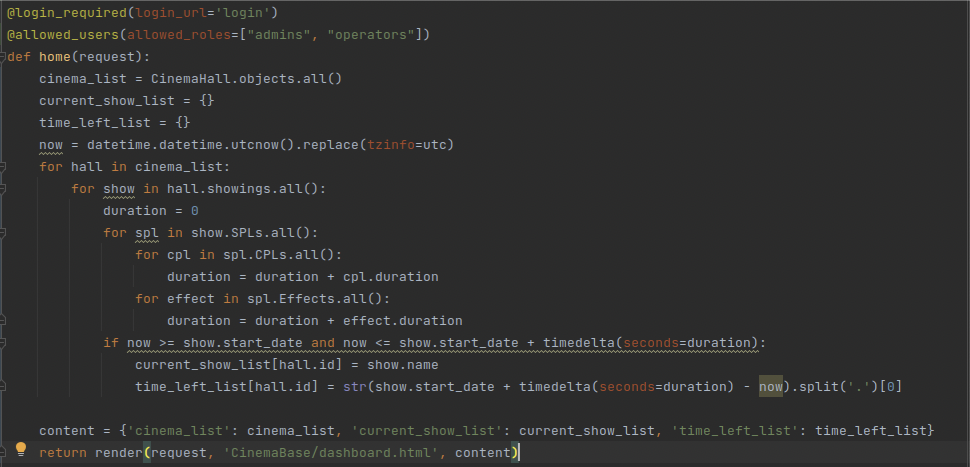 @login_required(login_url='login')
@allowed_users(allowed_roles=["admins", "operators"])
def home(request):
    cinema_list = CinemaHall.objects.all()
    current_show_list = {}
    time_left_list = {}
    now = datetime.datetime.utcnow().replace(tzinfo=utc)
    for hall in cinema_list:
        for show in hall.showings.all():
            duration = 0
            for spl in show.SPLs.all():
                for cpl in spl.CPLs.all():
                    duration = duration + cpl.duration
                for effect in spl.Effects.all():
                    duration = duration + effect.duration
            if now >= show.start_date and now <= show.start_date + timedelta(seconds=duration):
                current_show_list[hall.id] = show.name
                time_left_list[hall.id] = str(show.start_date + timedelta(seconds=duration) - now).split('.')[0]
    content = {'cinema_list': cinema_list, 'current_show_list': current_show_list, 'time_left_list': time_left_list}
    return render(request, 'CinemaBase/dashboard.html', content)